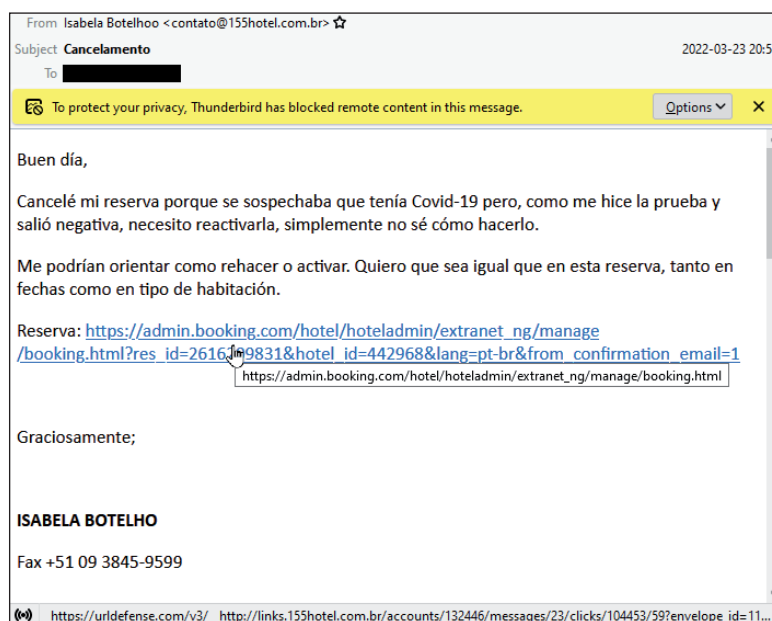 From Isabela Botelhoo <contato@155hotel.com.br>
Subject Cancelamento 2022-03-23 20:5
To
To protect your privacy, Thunderbird has blocked remote content in this message. Options
Buen día,
Cancelé mi reserva porque se sospechaba que tenía Covid-19 pero, como me hice la prueba y
salió negativa, necesito reactivarla, simplemente no sé cómo hacerlo.
Me podrían orientar como rehacer o activar. Quiero que sea igual que en esta reserva, tanto en
fechas como en tipo de habitación.
Reserva: https://admin.booking.com/hotel/hoteladmin/extranet_ng/manage
/booking.html?res_id=2616 9831&hotel_id=442968&lang=pt-br&from_confirmation_email=1
https://admin.booking.com/hotel/hoteladmin/extranet_ng/manage/booking.html
Graciosamente;
ISABELA BOTELHO
Fax +51 09 3845-9599
https://urldefense.com/v3/_http://links.155hotel.com.br/accounts/132446/messages/23/clicks/104453/59?envelope_id=11...